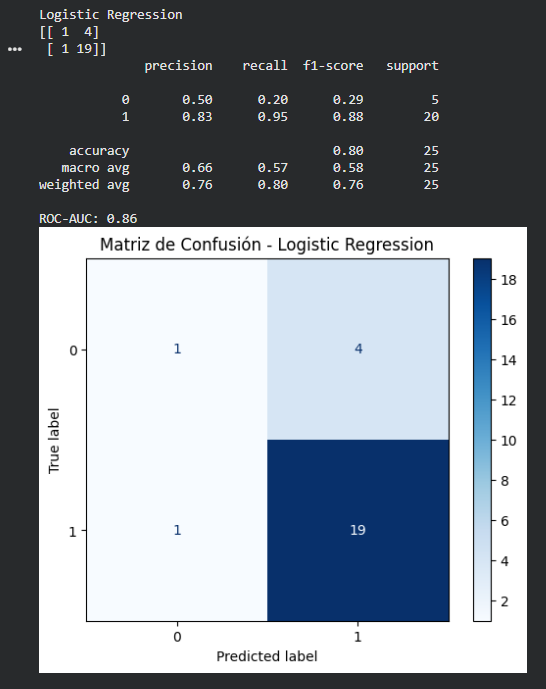 Logistic Regression
[[ 1  4]
 [ 1 19]]
              precision    recall  f1-score   support

           0       0.50      0.20      0.29         5
           1       0.83      0.95      0.88        20

    accuracy                           0.80        25
   macro avg       0.66      0.57      0.58        25
weighted avg       0.76      0.80      0.76        25

ROC-AUC: 0.86
Matriz de Confusión - Logistic Regression
0
1
4
1
1
19
0
1
True label
Predicted label
18
16
14
12
10
8
6
4
2